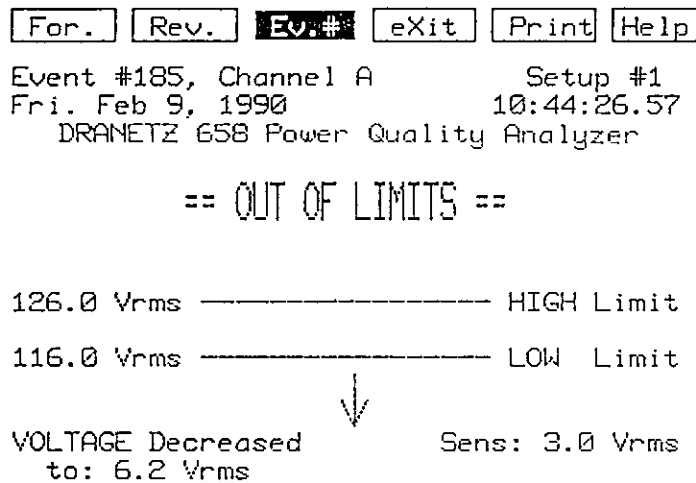 For. Rev. Ev.# eXit Print Help
Event #185, Channel A Setup #1
Fri. Feb 9, 1990 10:44:26.57
DRANETZ 658 Power Quality Analyzer
== OUT OF LIMITS ==
126.0 Vrms HIGH Limit
116.0 Vrms LOW Limit
VOLTAGE Decreased Sens: 3.0 Vrms
to: 6.2 Vrms